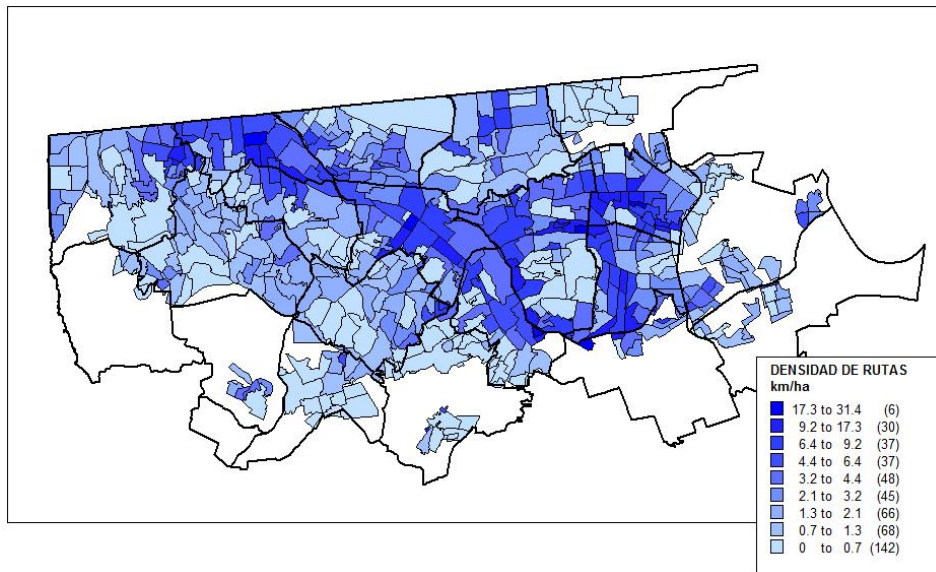 DENSIDAD DE RUTAS
km/ha
17.3 to 31.4 (6)
9.2 to 17.3 (30)
6.4 to 9.2 (37)
4.4 to 6.4 (37)
3.2 to 4.4 (48)
2.1 to 3.2 (45)
1.3 to 2.1 (66)
0.7 to 1.3 (68)
0 to 0.7 (142)